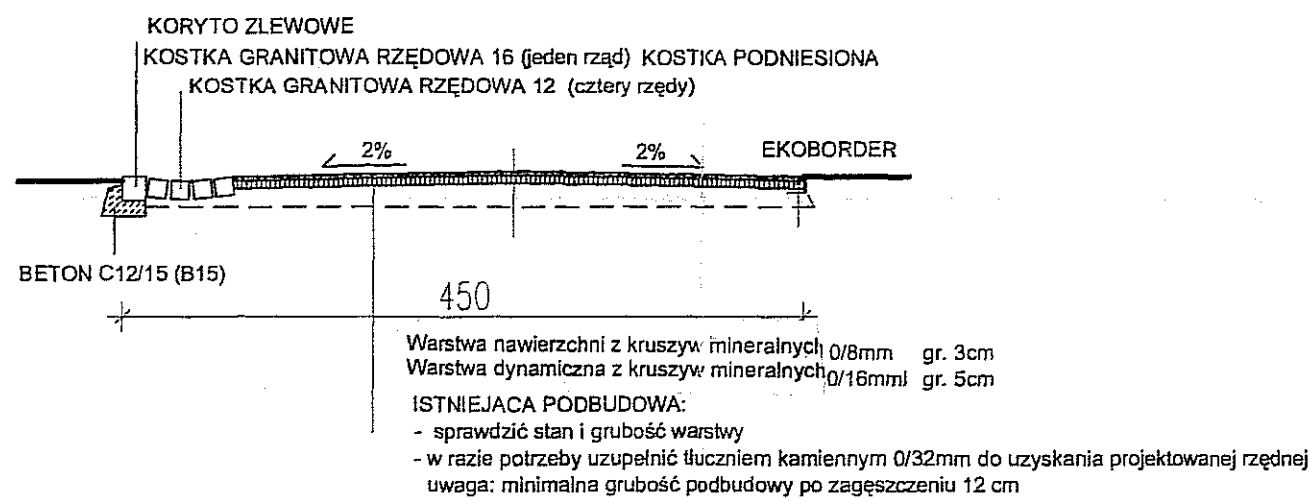 KORYTO ZLEWOWE
KOSTKA GRANITOWA RZĘDOWA 16 (jeden rząd) KOSTKA PODNIESIONA
KOSTKA GRANITOWA RZĘDOWA 12 (cztery rzędy)
2%
2%
EKOBORDER
BETON C12/15 (B15)
450
Warstwa nawierzchni z kruszyw mineralnych 0/8mm gr. 3cm
Warstwa dynamiczna z kruszyw mineralnych 0/16mm gr. 5cm
ISTNIEJACA PODBUDOWA:
- sprawdzić stan i grubość warstwy
- w razie potrzeby uzupełnić tłuczniem kamiennym 0/32mm do uzyskania projektowanej rzędnej
uwaga: minimalna grubość podbudowy po zagęszczeniu 12 cm